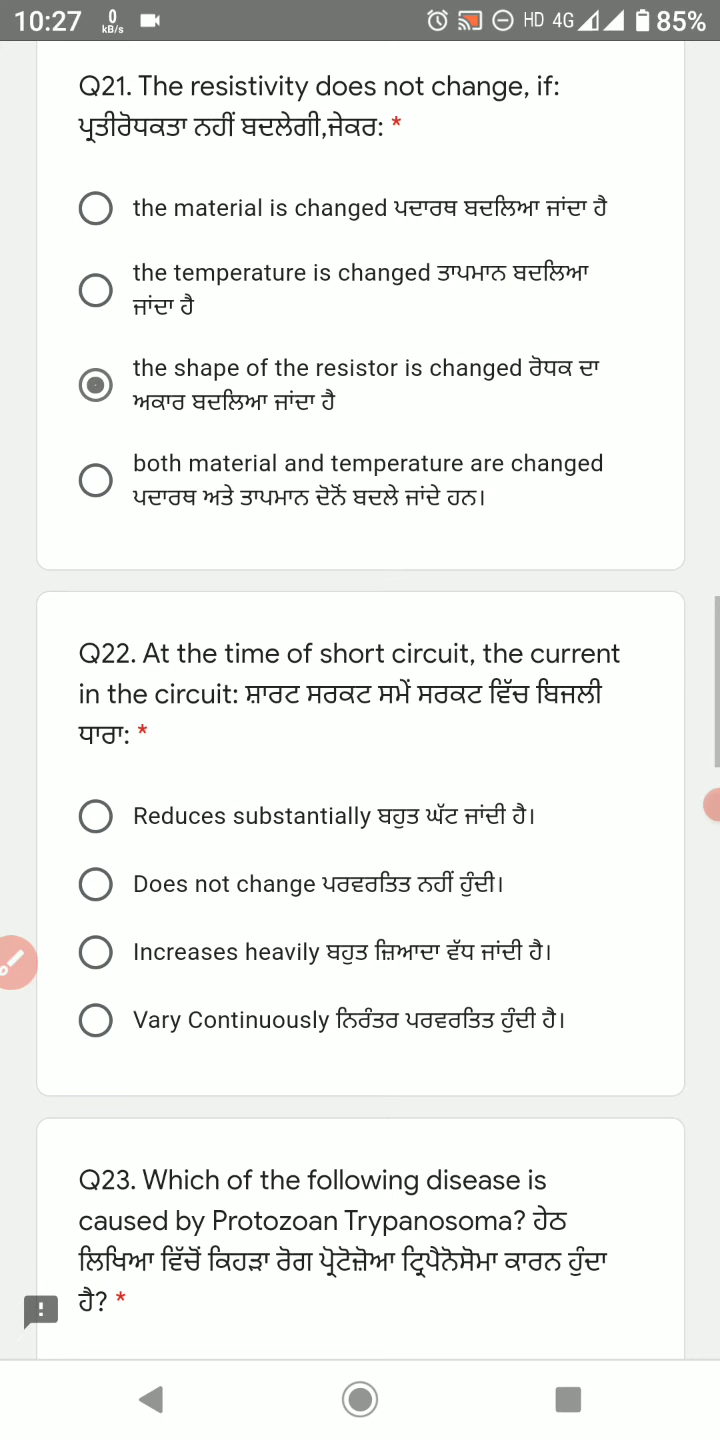 10:27 0 kB/s HD 4G 85%
Q21. The resistivity does not change, if:
ਪ੍ਰਤੀਰੋਧਕਤਾ ਨਹੀਂ ਬਦਲੇਗੀ,ਜੇਕਰ: *
the material is changed ਪਦਾਰਥ ਬਦਲਿਆ ਜਾਂਦਾ ਹੈ
the temperature is changed ਤਾਪਮਾਨ ਬਦਲਿਆ
ਜਾਂਦਾ ਹੈ
the shape of the resistor is changed ਰੋਧਕ ਦਾ
ਅਕਾਰ ਬਦਲਿਆ ਜਾਂਦਾ ਹੈ
both material and temperature are changed
ਪਦਾਰਥ ਅਤੇ ਤਾਪਮਾਨ ਦੋਨੋਂ ਬਦਲੇ ਜਾਂਦੇ ਹਨ।
Q22. At the time of short circuit, the current
in the circuit: ਸ਼ਾਰਟ ਸਰਕਟ ਸਮੇਂ ਸਰਕਟ ਵਿੱਚ ਬਿਜਲੀ
ਧਾਰਾ: *
Reduces substantially ਬਹੁਤ ਘੱਟ ਜਾਂਦੀ ਹੈ।
Does not change ਪਰਵਰਤਿਤ ਨਹੀਂ ਹੁੰਦੀ।
Increases heavily ਬਹੁਤ ਜ਼ਿਆਦਾ ਵੱਧ ਜਾਂਦੀ ਹੈ।
Vary Continuously ਨਿਰੰਤਰ ਪਰਵਰਤਿਤ ਹੁੰਦੀ ਹੈ।
Q23. Which of the following disease is
caused by Protozoan Trypanosoma? ਹੇਠ
ਲਿਖਿਆ ਵਿੱਚੋਂ ਕਿਹੜਾ ਰੋਗ ਪ੍ਰੋਟੋਜ਼ੋਆ ਟ੍ਰਿਪੈਨੋਸੋਮਾ ਕਾਰਨ ਹੁੰਦਾ
ਹੈ? *